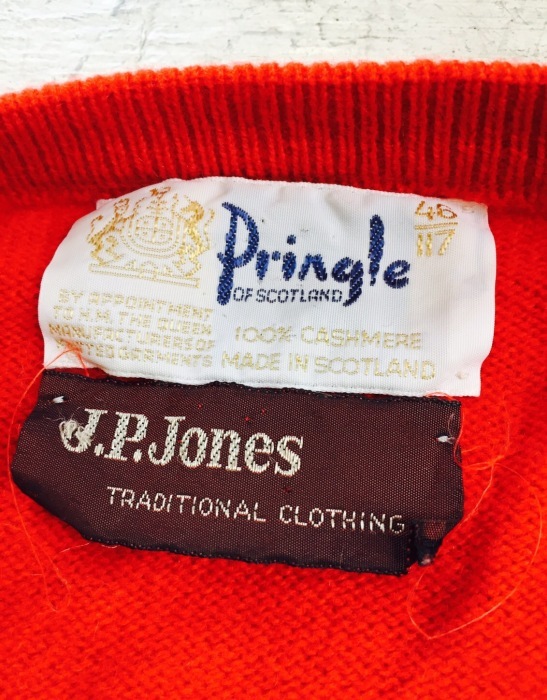 Pringle
OF SCOTLAND
46
117
BY APPOINTMENT
TO H.M. THE QUEEN
MANUFACTURERS OF
GARMENTS
100% CASHMERE
MADE IN SCOTLAND
J.P.Jones
TRADITIONAL CLOTHING